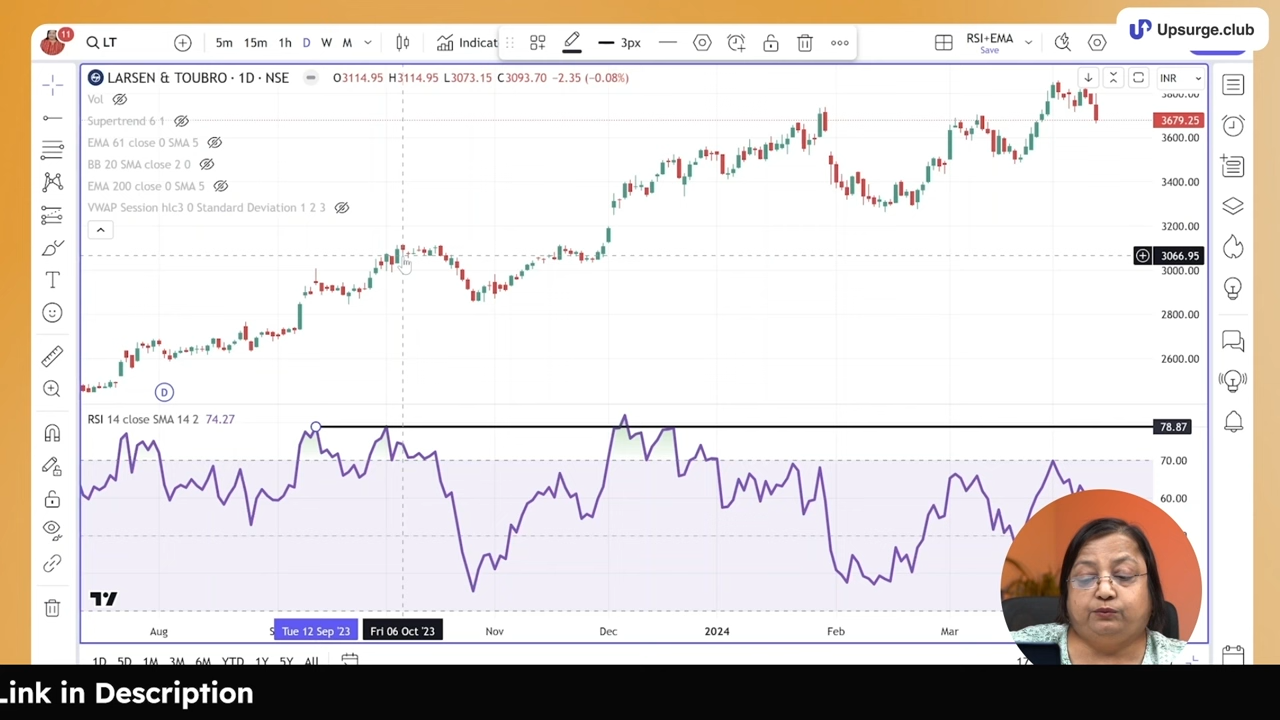 Upsurge.club
11
LT
5m 15m 1h D W M
Indicat
3px
RSI+EMA
Save
LARSEN & TOUBRO · 1D · NSE
O3114.95 H3114.95 L3073.15 C3093.70 −2.35 (−0.08%)
INR
Vol
Supertrend 6 1
EMA 61 close 0 SMA 5
BB 20 SMA close 2 0
EMA 200 close 0 SMA 5
VWAP Session hlc3 0 Standard Deviation 1 2 3
3800.00
3679.25
3600.00
3400.00
3200.00
3066.95
3000.00
2800.00
2600.00
D
RSI 14 close SMA 14 2 74.27
78.87
70.00
60.00
Aug
S
Tue 12 Sep '23
Fri 06 Oct '23
Nov
Dec
2024
Feb
Mar
1D 5D 1M 3M 6M YTD 1Y 5Y All
Link in Description